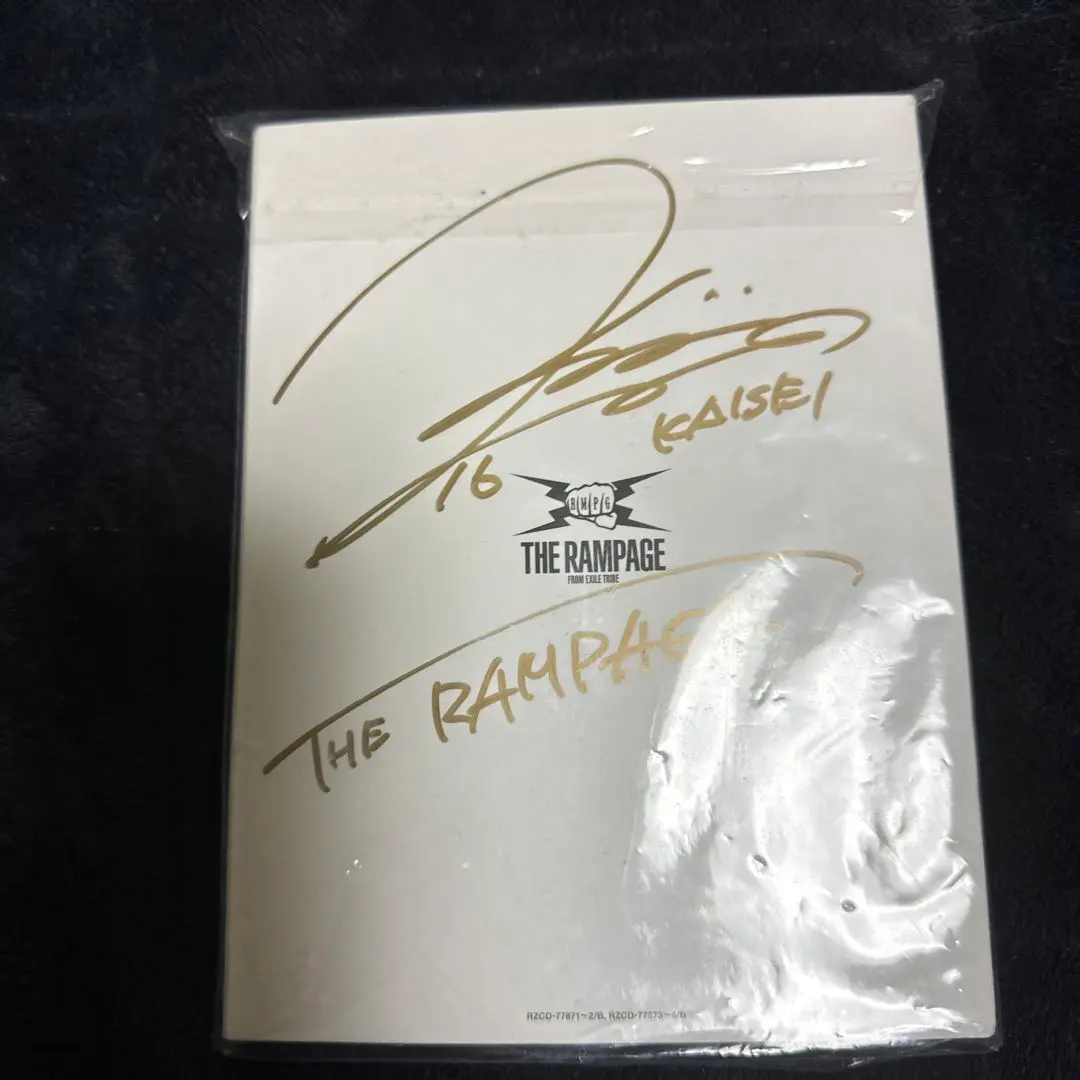 KAISEI
16
RMPG
THE RAMPAGE
FROM EXILE TRIBE
THE RAMPAGE
RZCD-77871~2/B, RZCD-77873~4/B